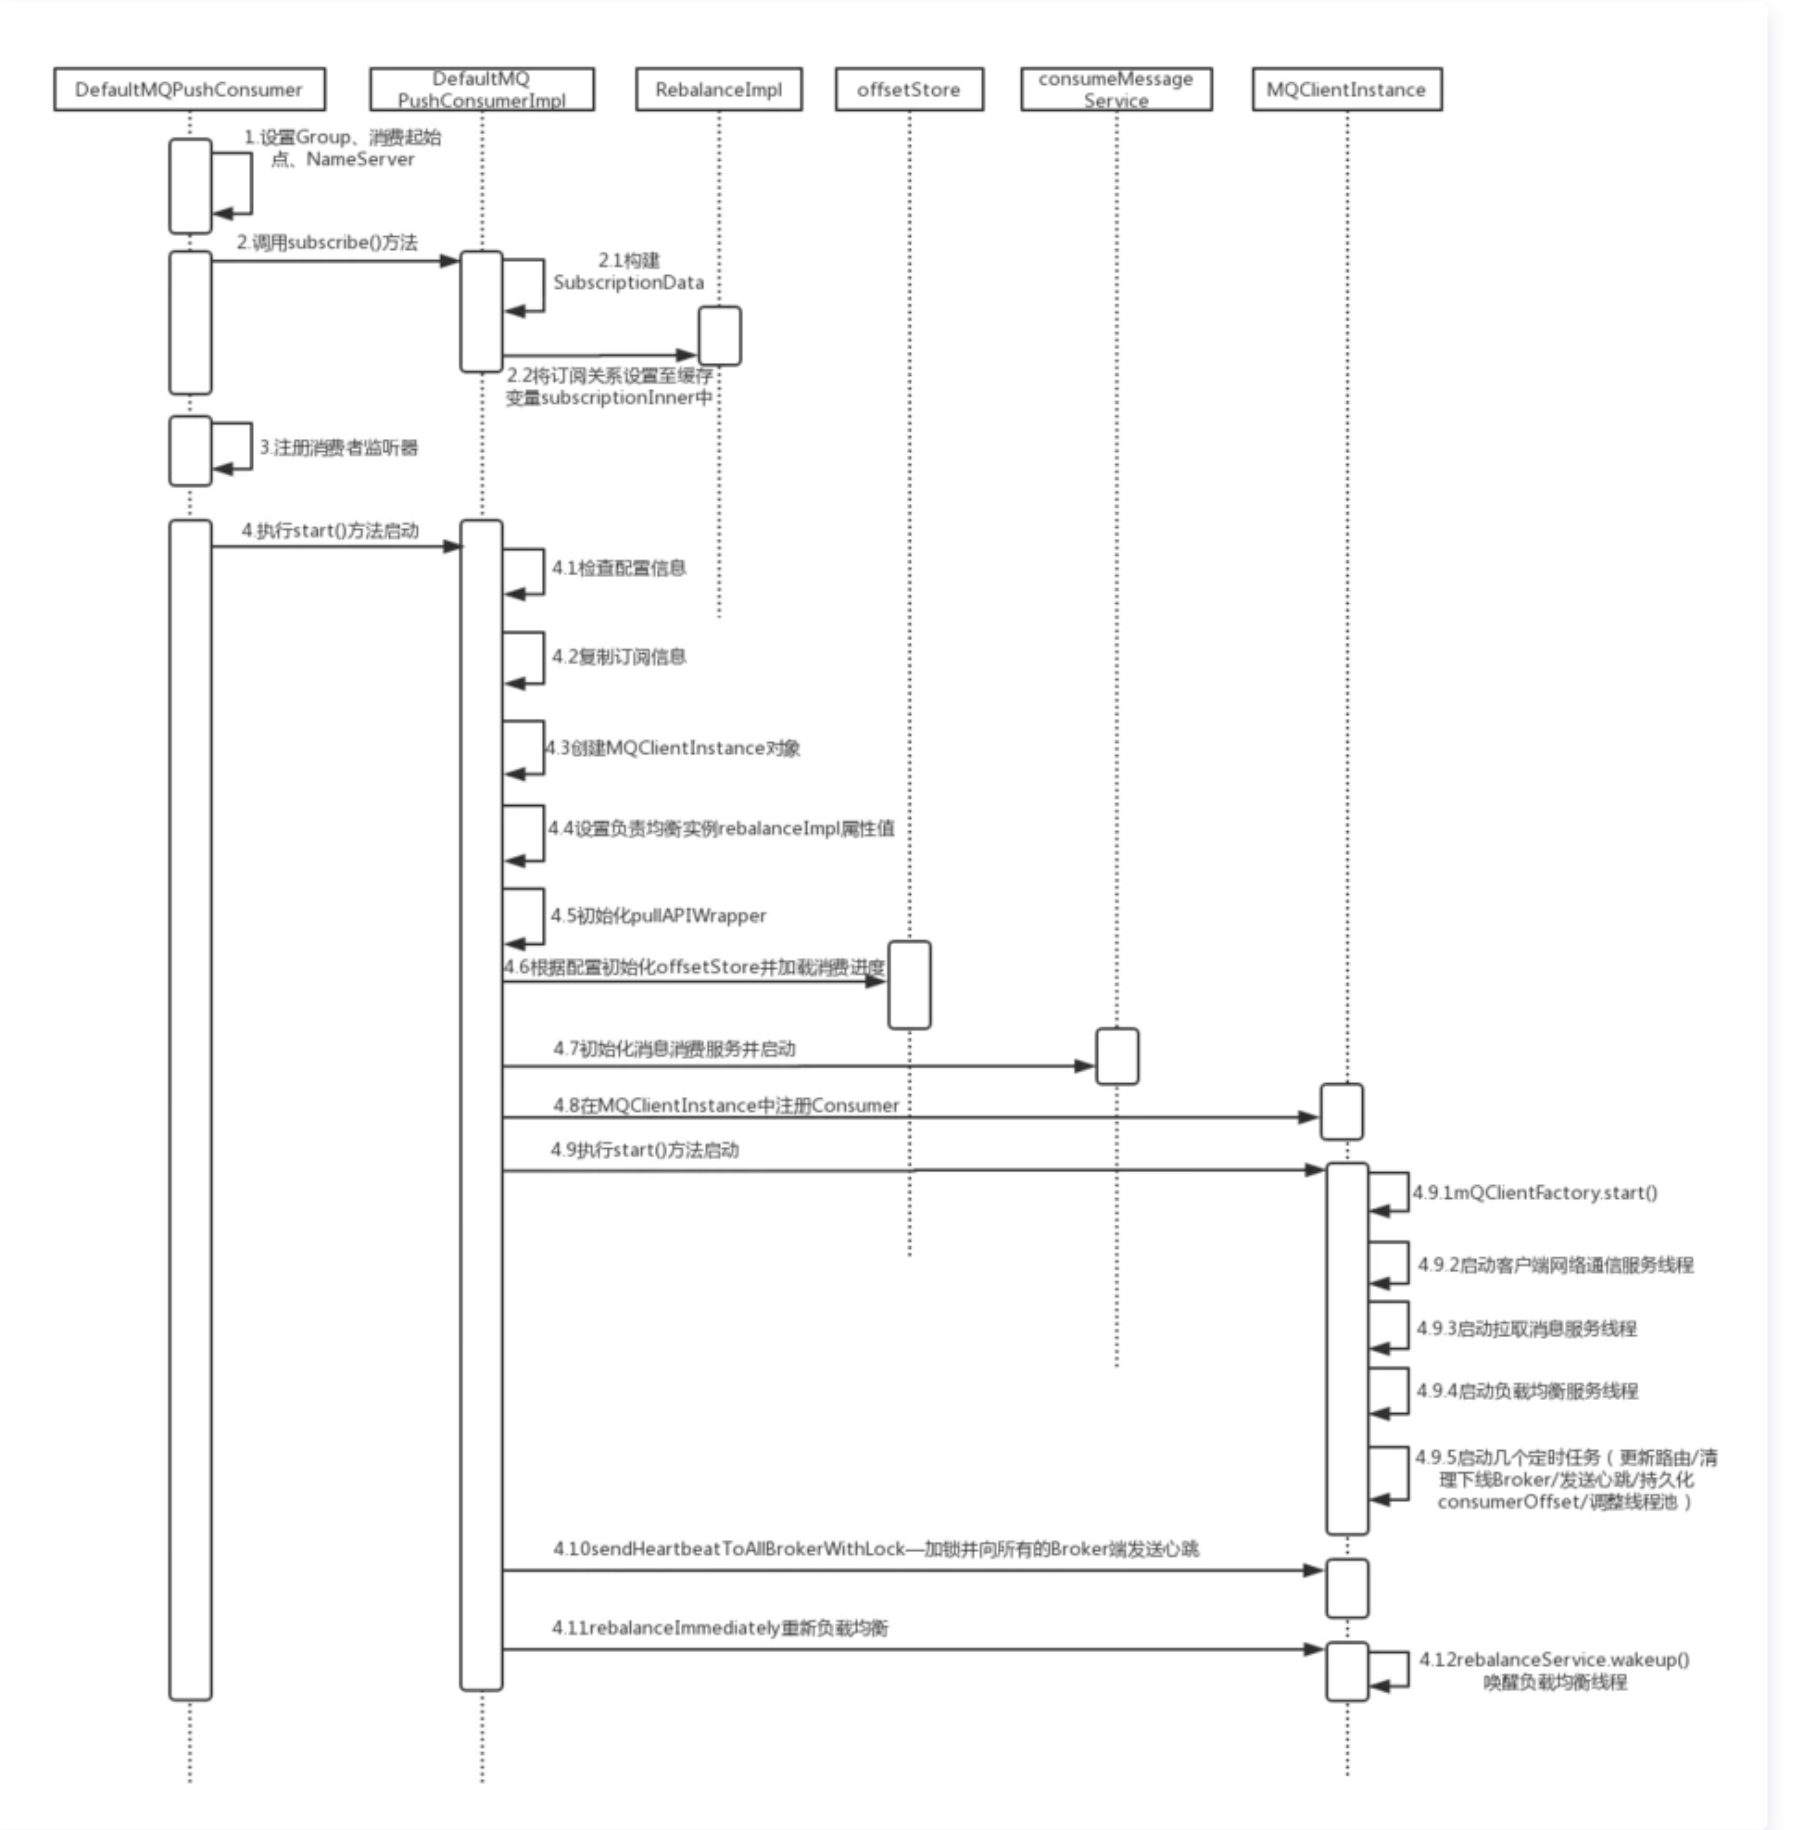 DefaultMQPushConsumer
DefaultMQ
PushConsumerImpl
RebalanceImpl
offsetStore
consumeMessage
Service
MQClientInstance
1.设置Group、消费起始
点、NameServer
2.调用subscribe()方法
2.1构建
SubscriptionData
2.2将订阅关系设置至缓存
变量subscriptionInner中
3.注册消费者监听器
4.执行start()方法启动
4.1检查配置信息
4.2复制订阅信息
4.3创建MQClientInstance对象
4.4设置负责均衡实例rebalanceImpl属性值
4.5初始化pullAPIWrapper
4.6根据配置初始化offsetStore并加载消费进度
4.7初始化消息消费服务并启动
4.8在MQClientInstance中注册Consumer
4.9执行start()方法启动
4.9.1mQClientFactory.start()
4.9.2启动客户端网络通信服务线程
4.9.3启动拉取消息服务线程
4.9.4启动负载均衡服务线程
4.9.5启动几个定时任务（更新路由/清
理下线Broker/发送心跳/持久化
consumerOffset/调整线程池）
4.10sendHeartbeatToAllBrokerWithLock—加锁并向所有的Broker端发送心跳
4.11rebalanceImmediately重新负载均衡
4.12rebalanceService.wakeup()
唤醒负载均衡线程